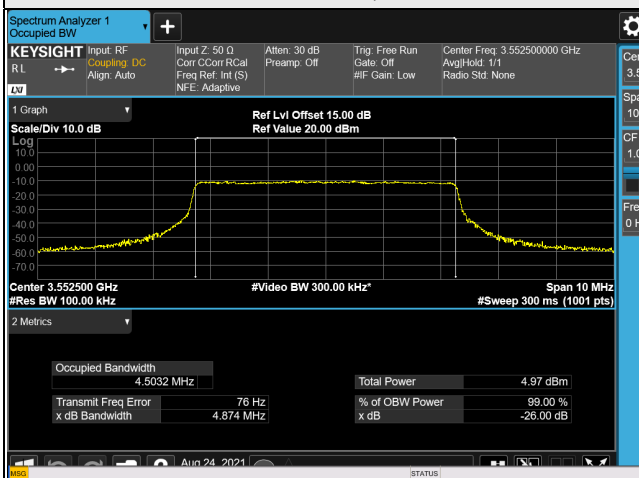 Spectrum Analyzer 1
Occupied BW
KEYSIGHT
RL
LXI
Input: RF
Coupling: DC
Align: Auto
Input Z: 50 Ω
Corr CCorr RCal
Freq Ref: Int (S)
NFE: Adaptive
Atten: 30 dB
Preamp: Off
Trig: Free Run
Gate: Off
#IF Gain: Low
Center Freq: 3.552500000 GHz
Avg|Hold: 1/1
Radio Std: None
1 Graph
Scale/Div 10.0 dB
Ref Lvl Offset 15.00 dB
Ref Value 20.00 dBm
Log
10.0
0.00
-10.0
-20.0
-30.0
-40.0
-50.0
-60.0
-70.0
Center 3.552500 GHz
#Res BW 100.00 kHz
#Video BW 300.00 kHz*
Span 10 MHz
#Sweep 300 ms (1001 pts)
2 Metrics
Occupied Bandwidth
4.5032 MHz
Total Power 4.97 dBm
Transmit Freq Error 76 Hz
% of OBW Power 99.00 %
x dB Bandwidth 4.874 MHz
x dB -26.00 dB
Aug 24, 2021
MSG
STATUS